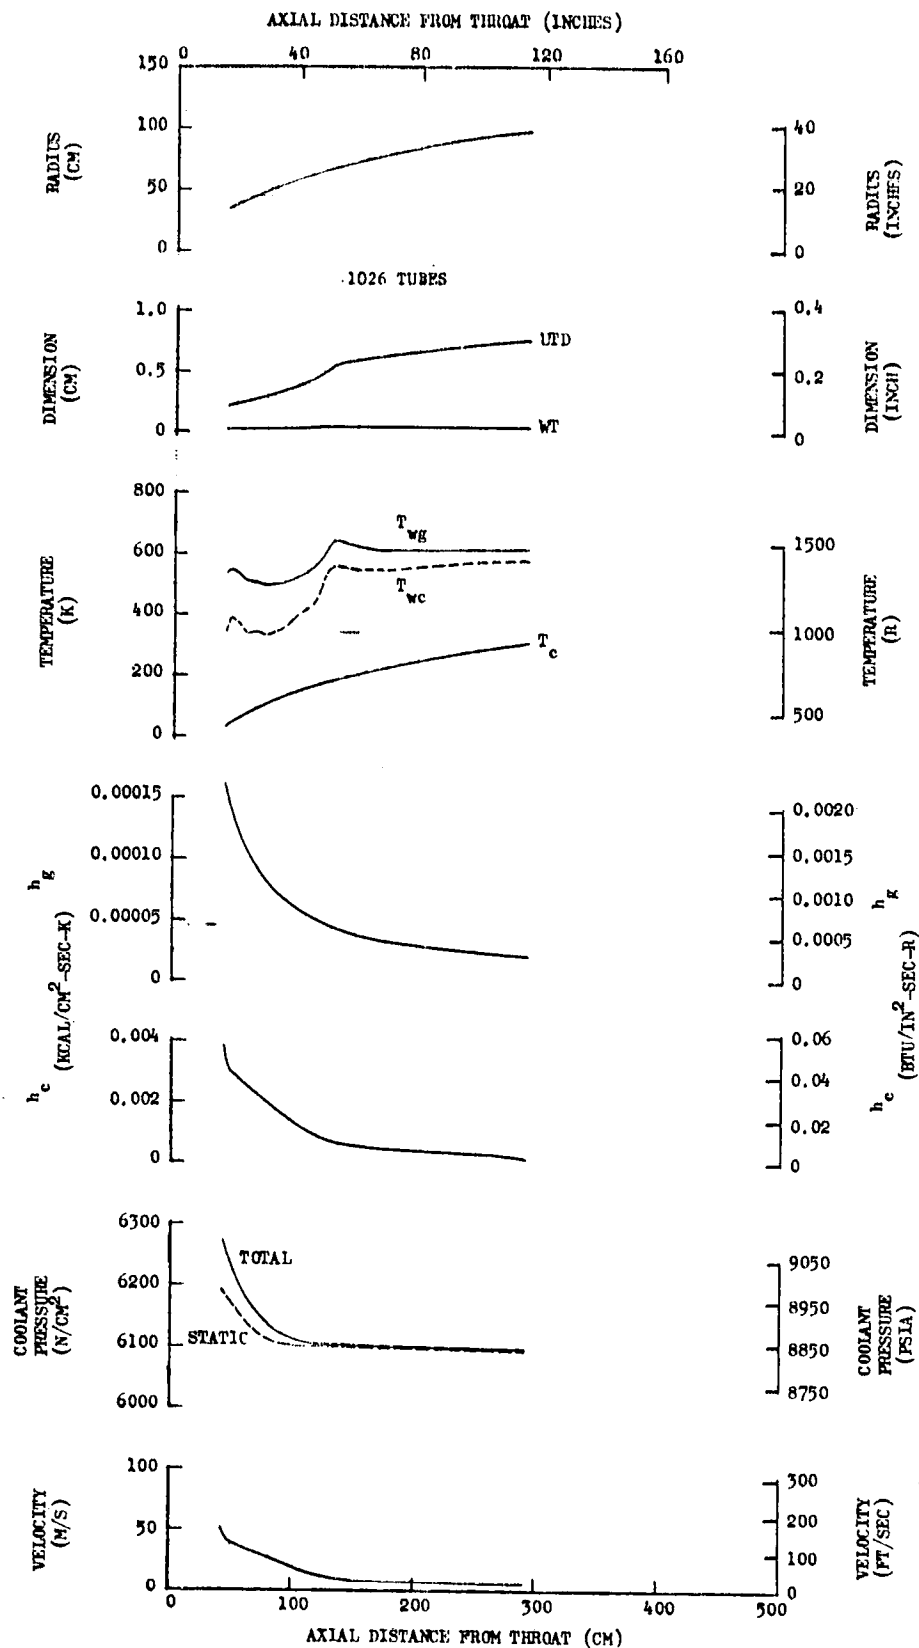 AXIAL DISTANCE FROM THROAT (INCHES)
0 40 80 120 160
150
100
50
0
RADIUS
(CM)
40
20
0
RADIUS
(INCHES)
1026 TUBES
1.0
0.5
0
DIMENSION
(CM)
UTD
WT
0.4
0.2
0
DIMENSION
(INCH)
800
600
400
200
0
TEMPERATURE
(K)
T_wg
T_wc
T_c
1500
1000
500
TEMPERATURE
(R)
0.00015
0.00010
0.00005
0
h_g
0.0020
0.0015
0.0010
0.0005
0
h_g
h_c (KCAL/CM²-SEC-K)
0.004
0.002
0
0.06
0.04
0.02
0
h_c (BTU/IN²-SEC-R)
6300
6200
6100
6000
COOLANT
PRESSURE
(N/CM²)
TOTAL
STATIC
9050
8950
8850
8750
COOLANT
PRESSURE
(PSIA)
100
50
0
VELOCITY
(M/S)
300
200
100
0
VELOCITY
(FT/SEC)
0 100 200 300 400 500
AXIAL DISTANCE FROM THROAT (CM)